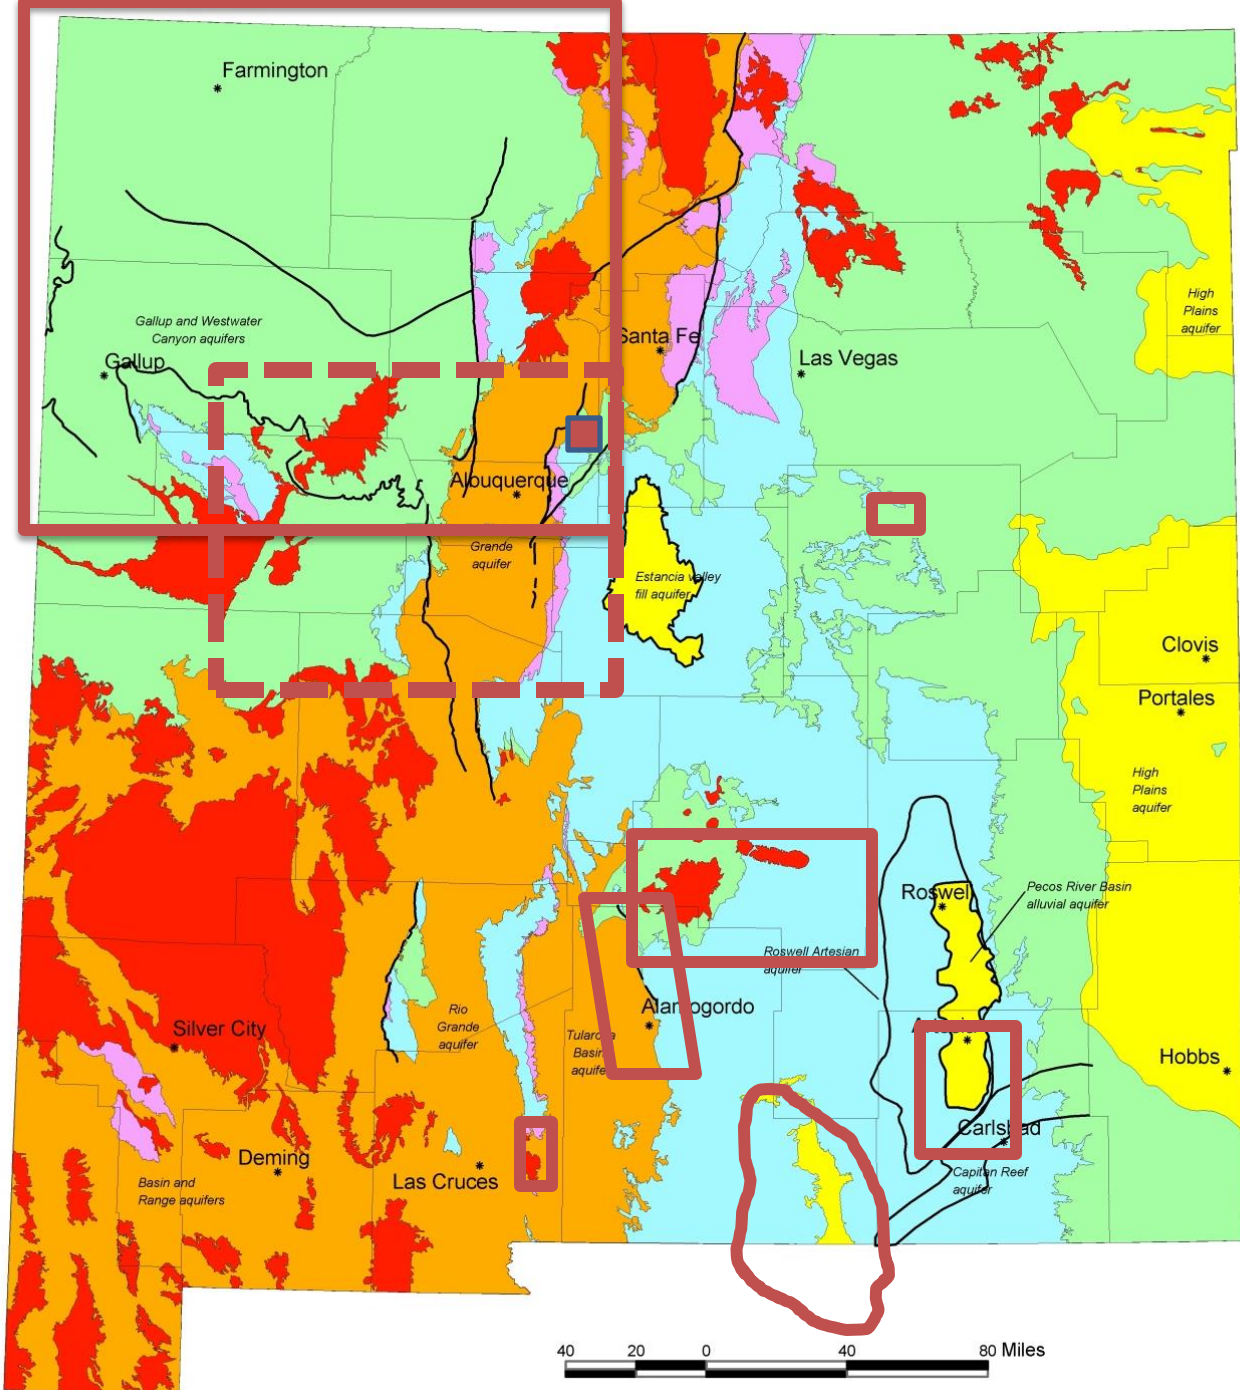 Farmington
High
Plains
aquifer
Gallup and Westwater
Canyon aquifers
Santa Fe
Gallup
Las Vegas
Albuquerque
Grande
aquifer
Estancia valley
fill aquifer
Clovis
Portales
High
Plains
aquifer
Roswell
Pecos River Basin
alluvial aquifer
Roswell Artesian
aquifer
Alamogordo
Rio
Grande
aquifer
Silver City
Tularosa
Basin
aquifer
Hobbs
Carlsbad
Deming
Las Cruces
Capitan Reef
aquifer
Basin and
Range aquifers
40 20 0 40 80 Miles